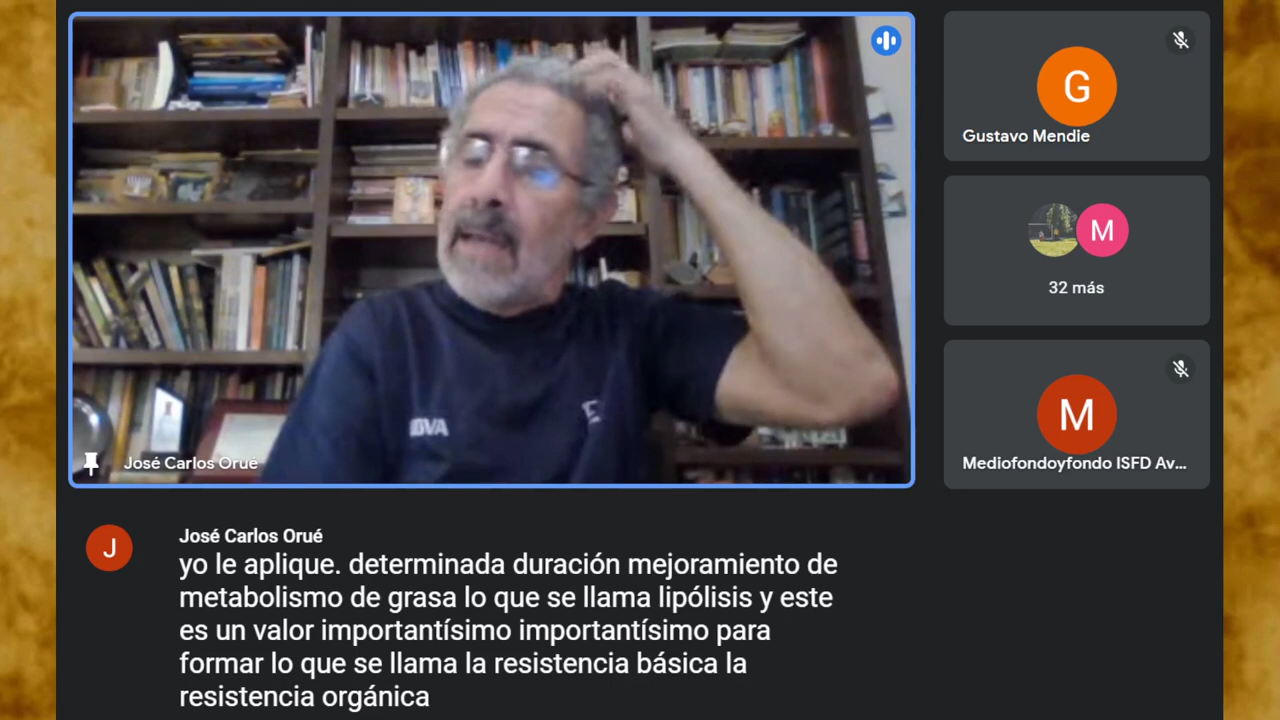 G
Gustavo Mendie
M
32 más
M
BBVA
José Carlos Orué
Mediofondoyfondo ISFD Av...
J
José Carlos Orué
yo le aplique. determinada duración mejoramiento de
metabolismo de grasa lo que se llama lipólisis y este
es un valor importantísimo importantísimo para
formar lo que se llama la resistencia básica la
resistencia orgánica